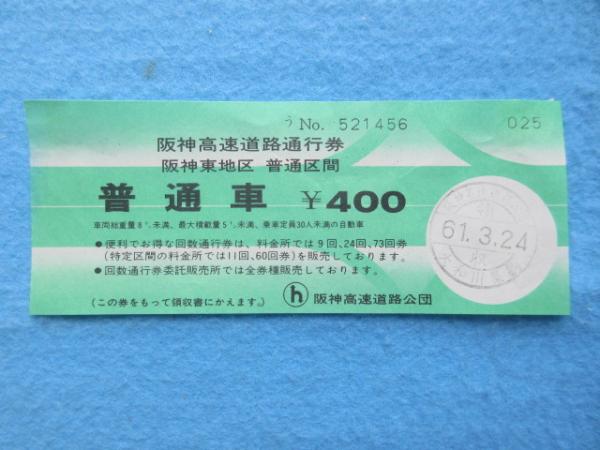 う No. 521456 025
阪神高速道路通行券
阪神東地区 普通区間
普通車 ¥400
車両総重量8t.未満、最大積載量5t.未満、乗車定員30人未満の自動車
●便利でお得な回数通行券は、料金所では9回、24回、73回券
(特定区間の料金所では11回、60回券)を販売しております。
●回数通行券委託販売所では全券種販売しております。
(この券をもって領収書にかえます。) h 阪神高速道路公団
61.3.24